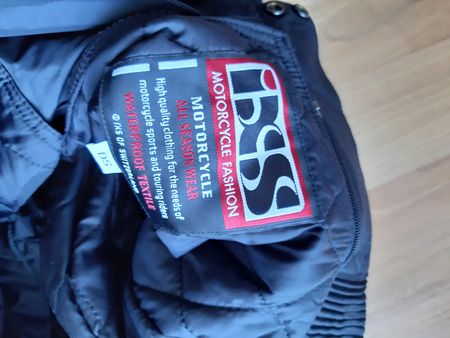 iXS
MOTORCYCLE FASHION
MOTORCYCLE
ALL SEASON WEAR
High quality clothing for the needs of
motorcycle sports and touring riders
WATERPROOF TEXTILE
© IXS OF SWITZERLAND